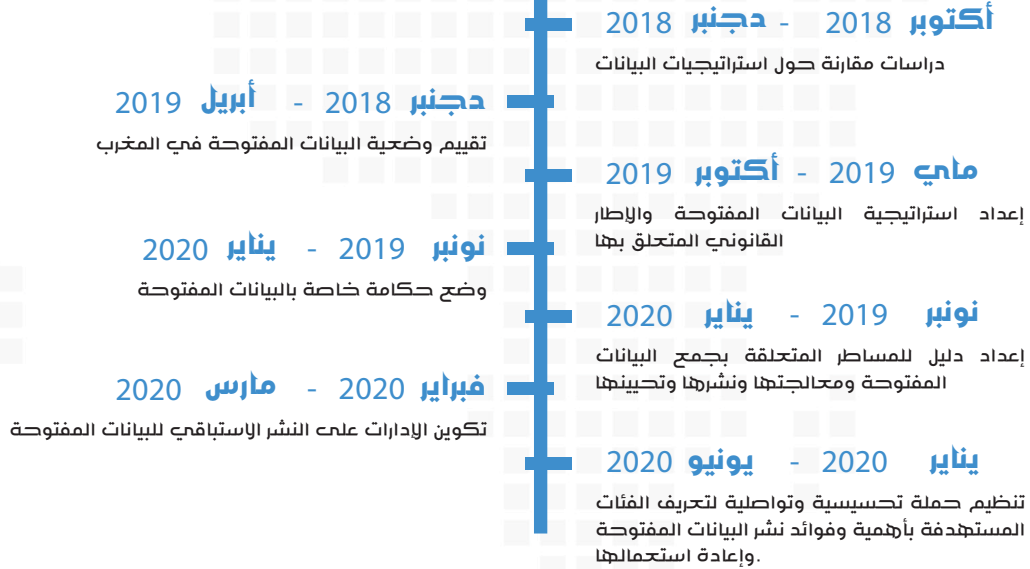 أكتوبر 2018 - دجنبر 2018
دراسات مقارنة حول استراتيجيات البيانات
دجنبر 2018 - أبريل 2019
تقييم وضعية البيانات المفتوحة في المغرب
ماي 2019 - أكتوبر 2019
إعداد استراتيجية البيانات المفتوحة والإطار
القانوني المتعلق بها
نونبر 2019 - يناير 2020
وضع حكامة خاصة بالبيانات المفتوحة
نونبر 2019 - يناير 2020
إعداد دليل للمساطر المتعلقة بجمع البيانات
المفتوحة ومعالجتها ونشرها وتحيينها
فبراير 2020 - مارس 2020
تكوين الإدارات على النشر الإستباقي للبيانات المفتوحة
يناير 2020 - يونيو 2020
تنظيم حملة تحسيسية وتواصلية لتعريف الفئات
المستهدفة بأهمية وفوائد نشر البيانات المفتوحة
وإعادة استعمالها.